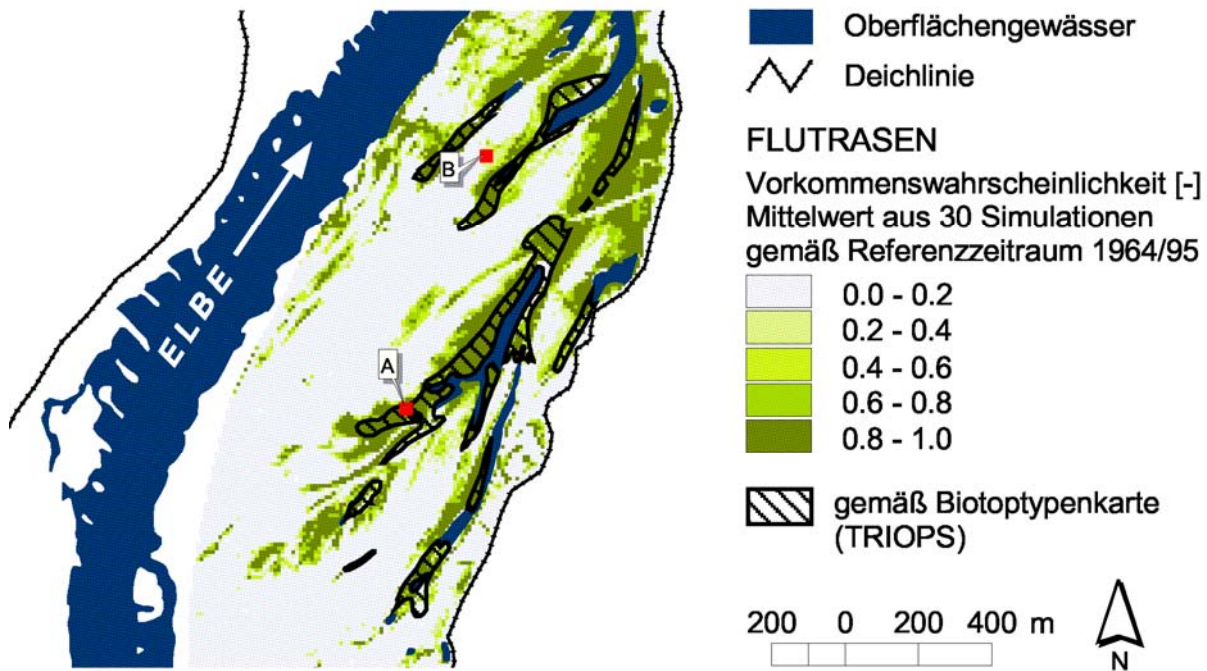 ELBE
A
B
Oberflächengewässer
Deichlinie
FLUTRASEN
Vorkommenswahrscheinlichkeit [-]
Mittelwert aus 30 Simulationen
gemäß Referenzzeitraum 1964/95
0.0 - 0.2
0.2 - 0.4
0.4 - 0.6
0.6 - 0.8
0.8 - 1.0
gemäß Biotoptypenkarte
(TRIOPS)
200 0 200 400 m
N